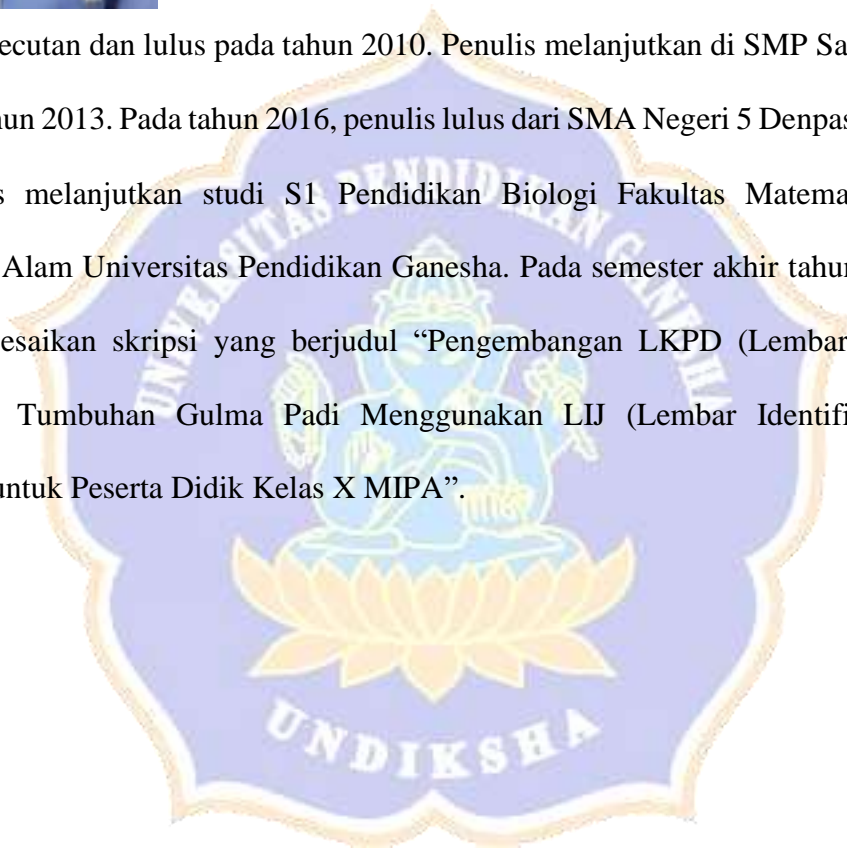 ecutan dan lulus pada tahun 2010. Penulis melanjutkan di SMP Sa
un 2013. Pada tahun 2016, penulis lulus dari SMA Negeri 5 Denpas
s melanjutkan studi S1 Pendidikan Biologi Fakultas Matema
Alam Universitas Pendidikan Ganesha. Pada semester akhir tahun
esaikan skripsi yang berjudul “Pengembangan LKPD (Lembar
Tumbuhan Gulma Padi Menggunakan LIJ (Lembar Identifi
untuk Peserta Didik Kelas X MIPA”.
UNIVERSITAS PENDIDIKAN GANESHA
UNDIKSHA